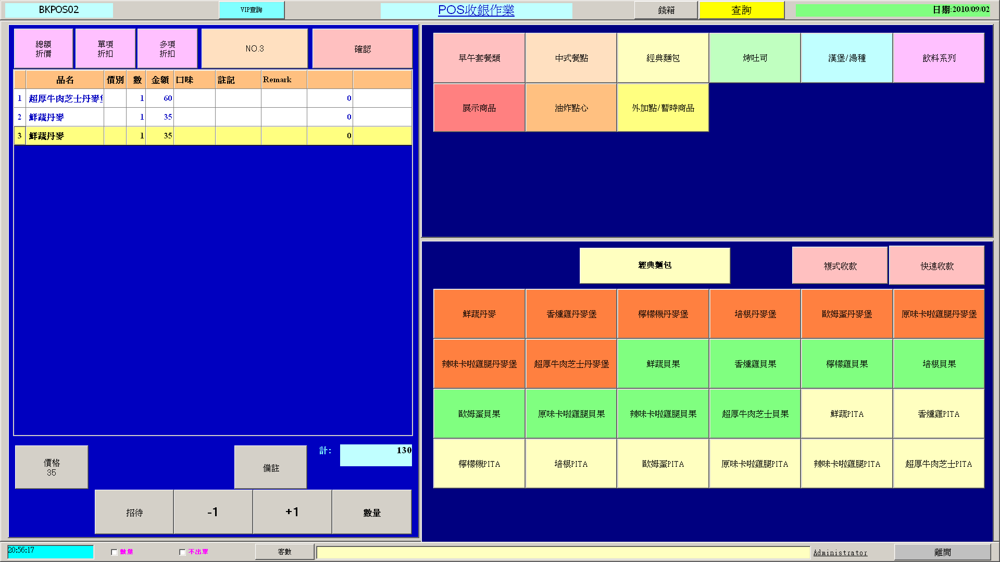 BKPOS02
VIP查詢
POS收銀作業
錢箱
查詢
日期:2010/09/02
總額
折價
單項
折扣
多項
折扣
NO.3
確認
品名 價別 數 金額 口味 註記 Remark
1 超厚牛肉芝士丹麥 1 60 0
2 鮮蔬丹麥 1 35 0
3 鮮蔬丹麥 1 35 0
價格
35
備註
計:
130
招待
-1
+1
數量
早午套餐類
中式餐點
經典麵包
烤吐司
漢堡/湯種
飲料系列
展示商品
油炸點心
外加點/暫時商品
經典麵包
複式收款
快速收款
鮮蔬丹麥
香燻雞丹麥堡
檸檬機丹麥堡
培根丹麥堡
歐姆蛋丹麥堡
原味卡啦雞腿丹麥堡
辣味卡啦雞腿丹麥堡
超厚牛肉芝士丹麥堡
鮮蔬貝果
香燻雞貝果
檸檬雞貝果
培根貝果
歐姆蛋貝果
原味卡啦雞腿貝果
辣味卡啦雞腿貝果
超厚牛肉芝士貝果
鮮蔬PITA
香燻雞PITA
檸檬機PITA
培根PITA
歐姆蛋PITA
原味卡啦雞腿PITA
辣味卡啦雞腿PITA
超厚牛肉芝士PITA
20:56:17
數量
不出單
客數
Administrator
離開